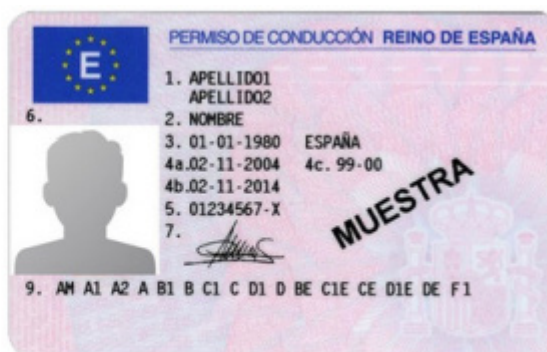 PERMISO DE CONDUCCIÓN REINO DE ESPAÑA
E
1. APELLIDO1
APELLIDO2
6.
2. NOMBRE
3. 01-01-1980 ESPAÑA
4a.02-11-2004 4c. 99-00
4b.02-11-2014
5. 01234567-X
7.
MUESTRA
9. AM A1 A2 A B1 B C1 C D1 D BE C1E CE D1E DE F1